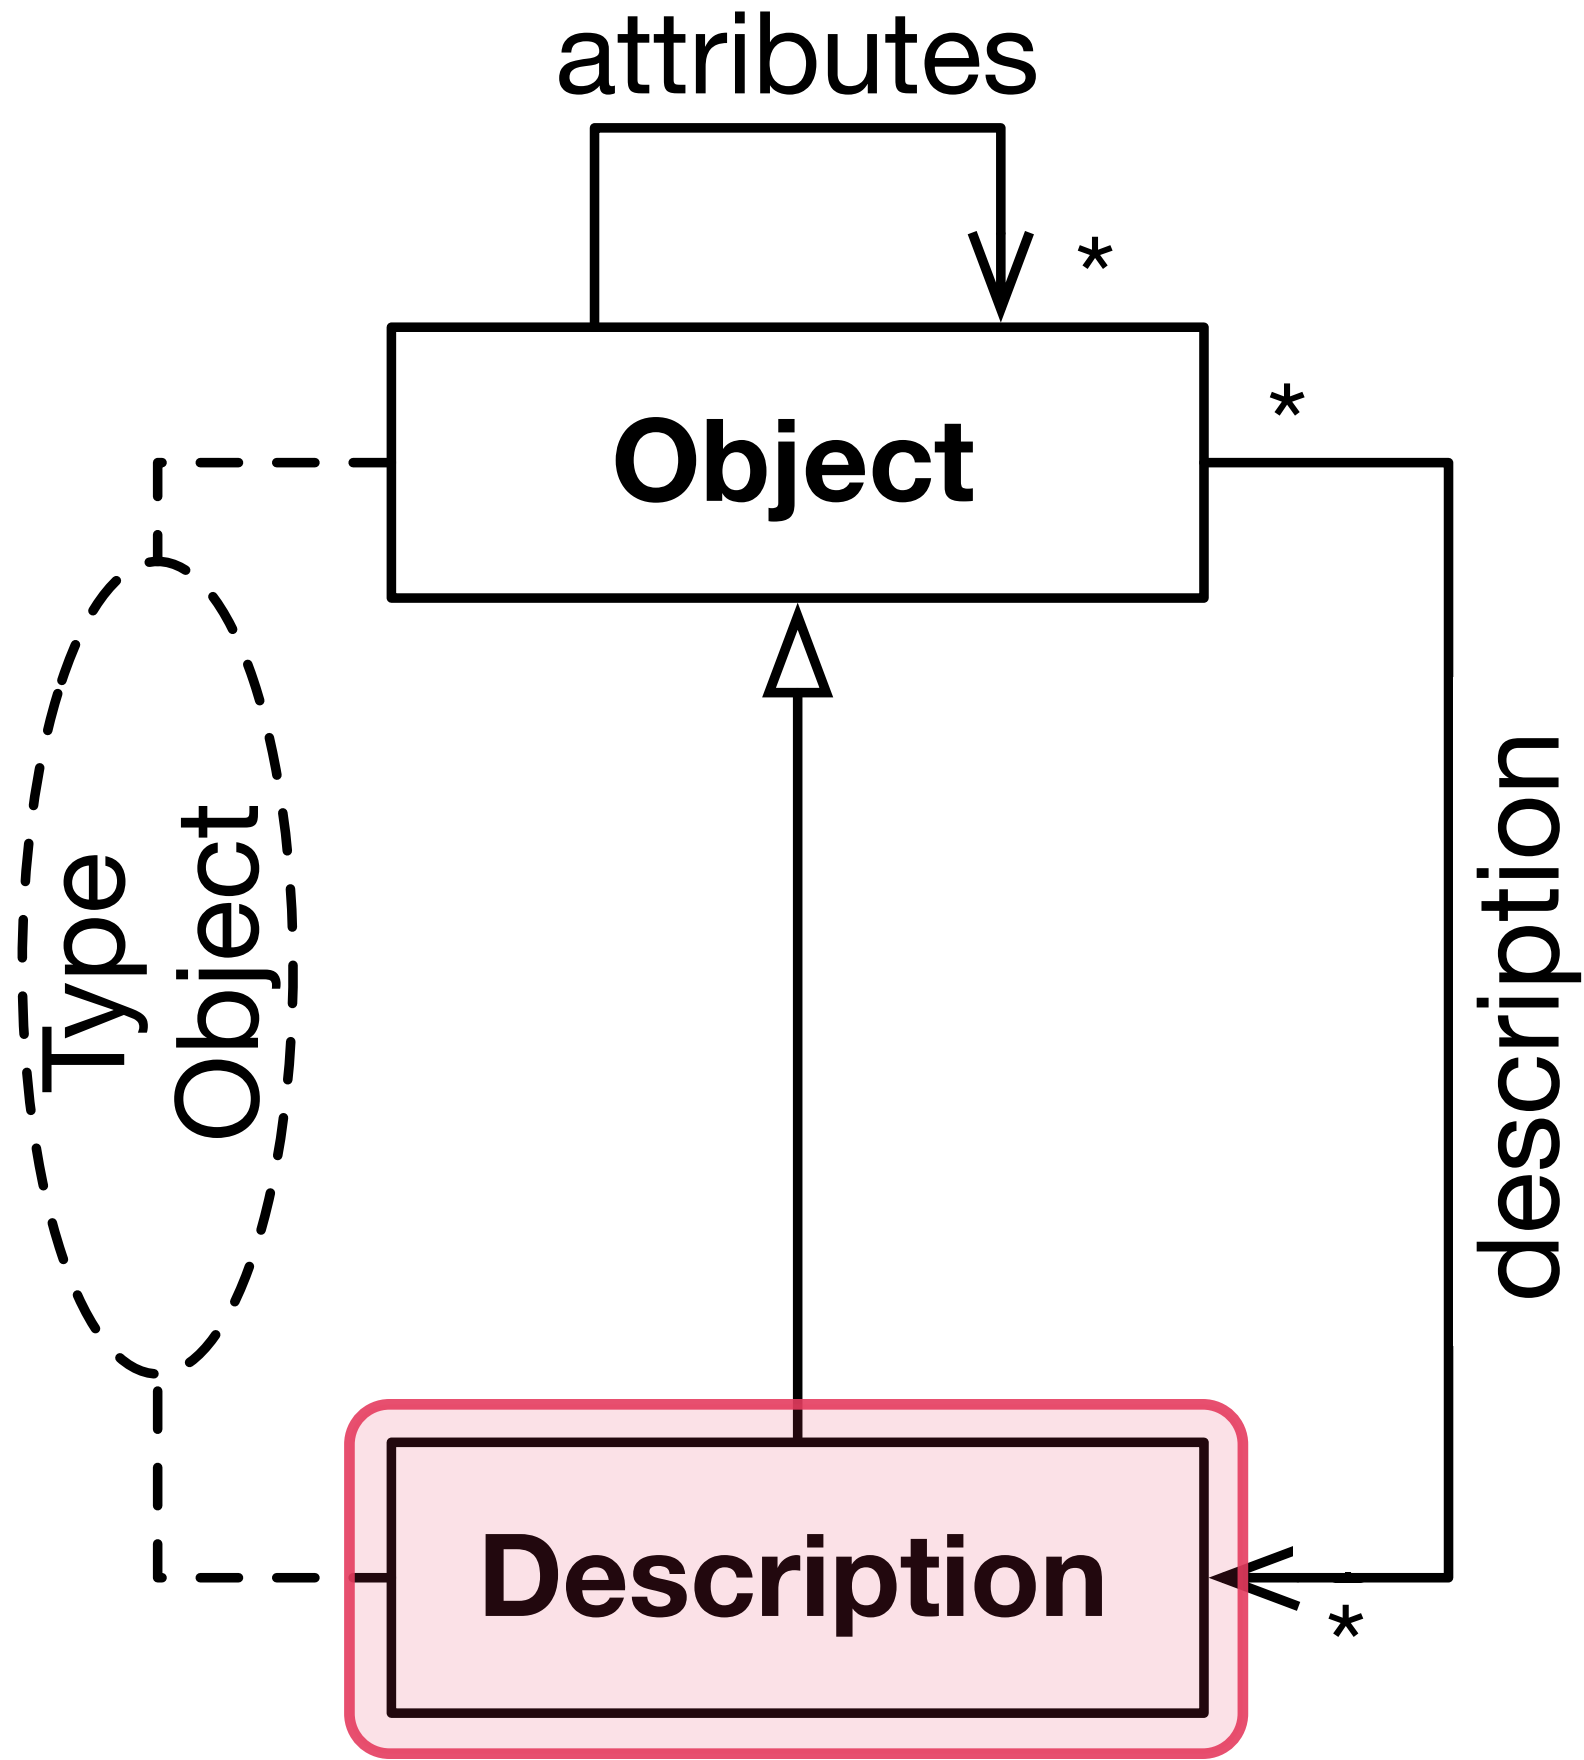 attributes
*
*
Object
Type
Object
description
Description
*